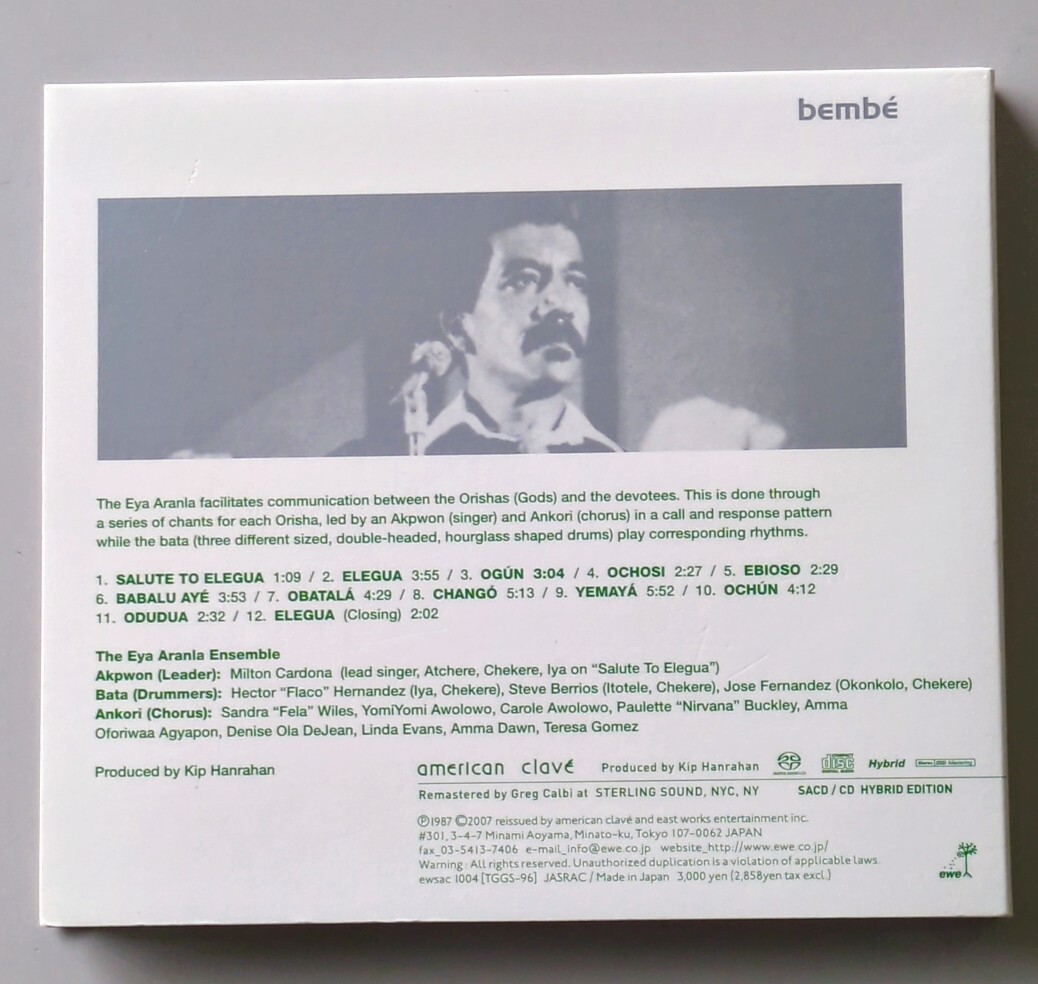 bembé
The Eya Aranla facilitates communication between the Orishas (Gods) and the devotees. This is done through
a series of chants for each Orisha, led by an Akpwon (singer) and Ankori (chorus) in a call and response pattern
while the bata (three different sized, double-headed, hourglass shaped drums) play corresponding rhythms.
1. SALUTE TO ELEGUA 1:09 / 2. ELEGUA 3:55 / 3. OGÚN 3:04 / 4. OCHOSI 2:27 / 5. EBIOSO 2:29
6. BABALU AYÉ 3:53 / 7. OBATALÁ 4:29 / 8. CHANGÓ 5:13 / 9. YEMAYÁ 5:52 / 10. OCHÚN 4:12
11. ODUDUA 2:32 / 12. ELEGUA (Closing) 2:02
The Eya Aranla Ensemble
Akpwon (Leader): Milton Cardona (lead singer, Atchere, Chekere, Iya on “Salute To Elegua”)
Bata (Drummers): Hector “Flaco” Hernandez (Iya, Chekere), Steve Berrios (Itotele, Chekere), Jose Fernandez (Okonkolo, Chekere)
Ankori (Chorus): Sandra “Fela” Wiles, YomiYomi Awolowo, Carole Awolowo, Paulette “Nirvana” Buckley, Amma
Oforiwaa Agyapon, Denise Ola DeJean, Linda Evans, Amma Dawn, Teresa Gomez
Produced by Kip Hanrahan
american clavé Produced by Kip Hanrahan SACD disc Hybrid
Remastered by Greg Calbi at STERLING SOUND, NYC, NY SACD / CD HYBRID EDITION
℗1987 ©2007 reissued by american clavé and east works entertainment inc.
#301, 3-4-7 Minami Aoyama, Minato-ku, Tokyo 107-0062 JAPAN
fax_03-5413-7406 e-mail_info@ewe.co.jp website_http://www.ewe.co.jp/
Warning : All rights reserved. Unauthorized duplication is a violation of applicable laws.
ewsac 1004 [TGGS-96] JASRAC / Made in Japan 3,000 yen (2,858yen tax excl.)
ewe